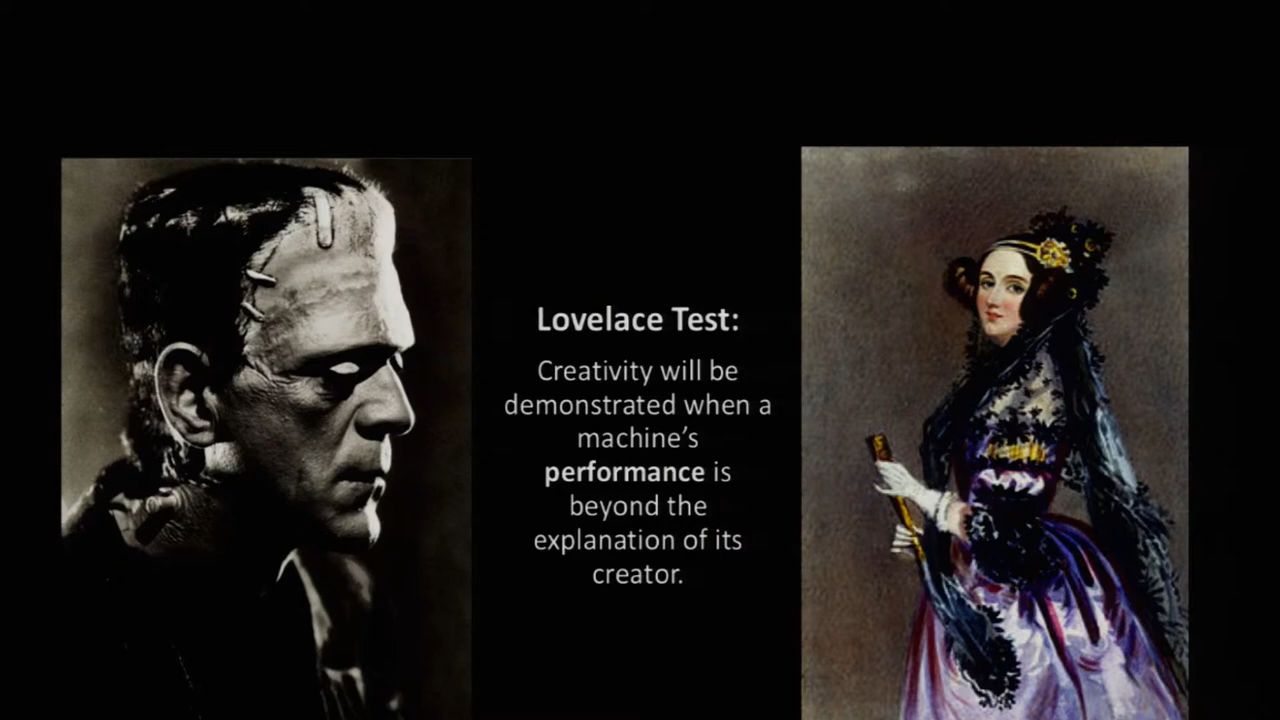 Lovelace Test:
Creativity will be
demonstrated when a
machine’s
performance is
beyond the
explanation of its
creator.